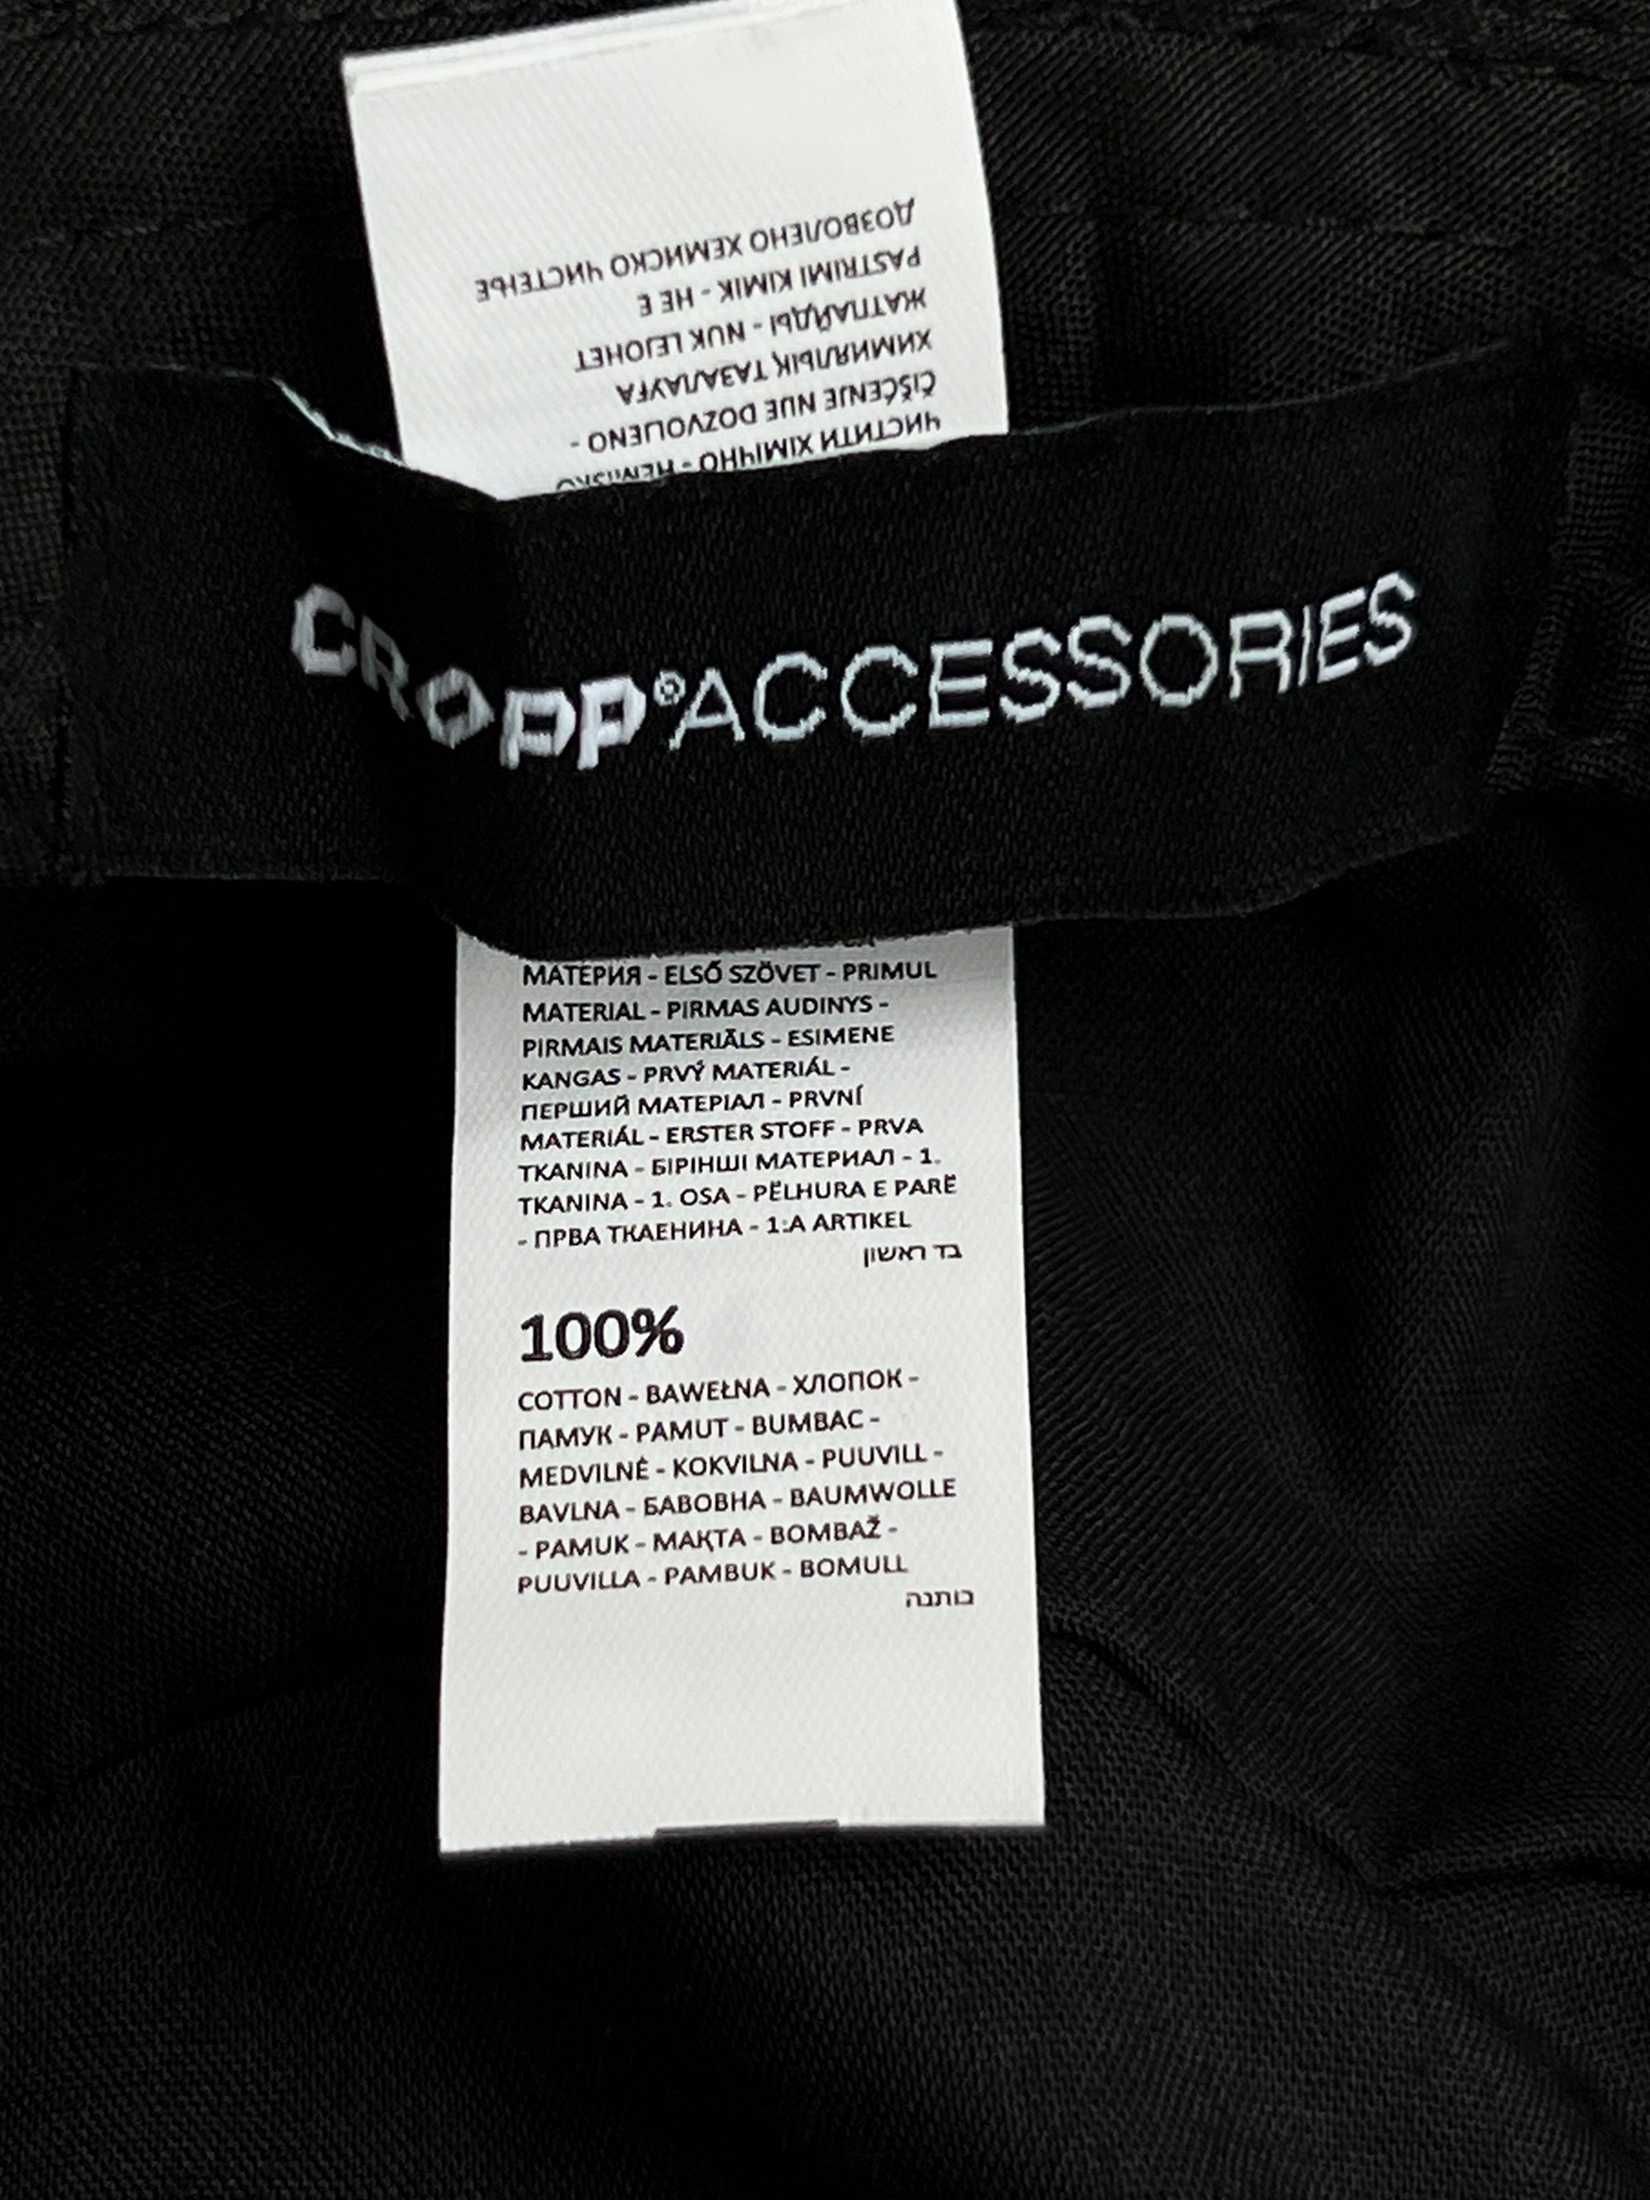 ДОЗВОЛЕНО ХЕМИСКО ЧИСТЕЊЕ
PASTRIMI KIMIK - НЕ Е
ЖАТПАЙДЫ - NUK LEJOHET
ХИМИЯЛЫҚ ТАЗАЛАУҒА
ČIŠĆENJE NIJE DOZVOLJENO -
ЧИСТИТИ ХІМІЧНО - HEMIJSKO
CROPP®ACCESSORIES
МАТЕРИЯ - ELSŐ SZÖVET - PRIMUL
MATERIAL - PIRMAS AUDINYS -
PIRMAIS MATERIĀLS - ESIMENE
KANGAS - PRVÝ MATERIÁL -
ПЕРШИЙ МАТЕРІАЛ - PRVNÍ
MATERIÁL - ERSTER STOFF - PRVA
TKANINA - БІРІНШІ МАТЕРИАЛ - 1.
TKANINA - 1. OSA - PËLHURA E PARË
- ПРВА ТКАЕНИНА - 1:A ARTIKEL
בד ראשון
100%
COTTON - BAWEŁNA - ХЛОПОК -
ПАМУК - PAMUT - BUMBAC -
MEDVILNĖ - KOKVILNA - PUUVILL -
BAVLNA - БАВОВНА - BAUMWOLLE
- PAMUK - МАҚТА - BOMBAŽ -
PUUVILLA - PAMBUK - BOMULL
כותנה